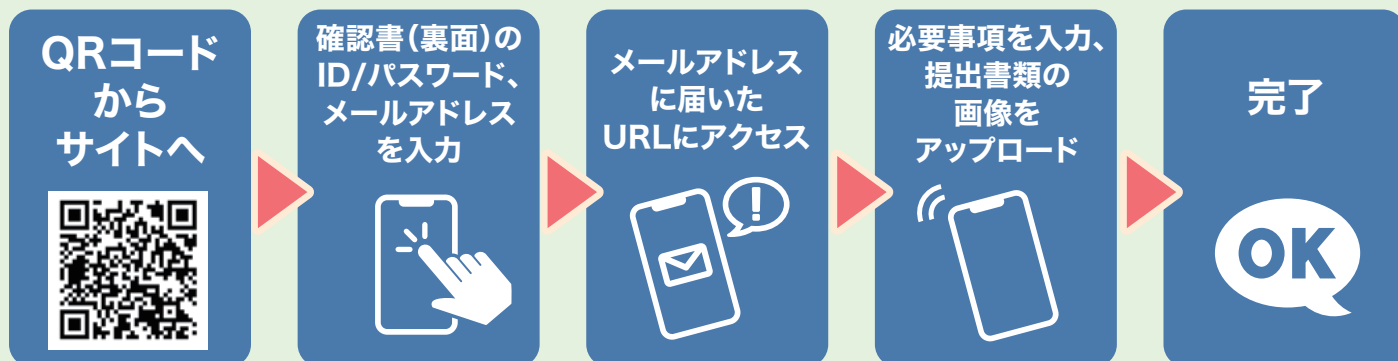 QRコード
から
サイトへ
確認書(裏面)の
ID/パスワード、
メールアドレス
を入力
メールアドレス
に届いた
URLにアクセス
必要事項を入力、
提出書類の
画像を
アップロード
完了
OK